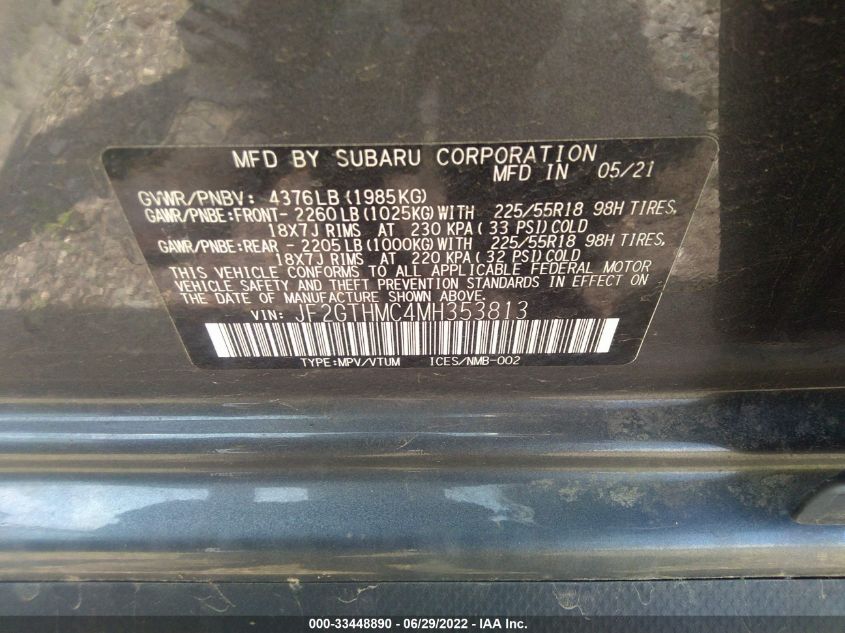 MFD BY SUBARU CORPORATION
MFD IN 05/21
GVWR/PNBV: 4376LB (1985KG)
GAWR/PNBE:FRONT- 2260 LB (1025KG) WITH 225/55R18 98H TIRES,
18X7J RIMS AT 230 KPA ( 33 PSI) COLD
GAWR/PNBE:REAR - 2205 LB (1000KG) WITH 225/55R18 98H TIRES,
18X7J RIMS AT 220 KPA ( 32 PSI) COLD
THIS VEHICLE CONFORMS TO ALL APPLICABLE FEDERAL MOTOR
VEHICLE SAFETY AND THEFT PREVENTION STANDARDS IN EFFECT ON
THE DATE OF MANUFACTURE SHOWN ABOVE.
VIN: JF2GTHMC4MH353813
TYPE:MPV/VTUM ICES/NMB-002
000-33448890 - 06/29/2022 - IAA Inc.